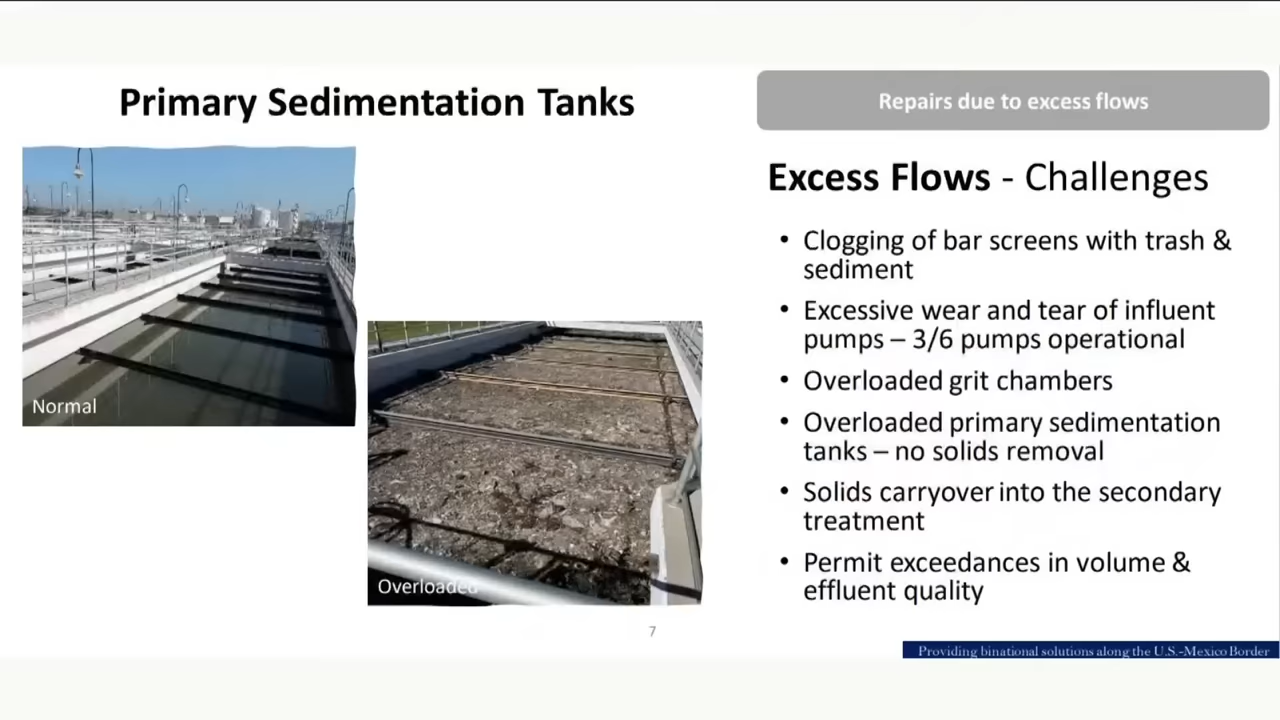 Primary Sedimentation Tanks
Normal
Overloaded
7
Repairs due to excess flows
Excess Flows - Challenges
• Clogging of bar screens with trash &
sediment
• Excessive wear and tear of influent
pumps – 3/6 pumps operational
• Overloaded grit chambers
• Overloaded primary sedimentation
tanks – no solids removal
• Solids carryover into the secondary
treatment
• Permit exceedances in volume &
effluent quality
Providing binational solutions along the U.S.-Mexico Border